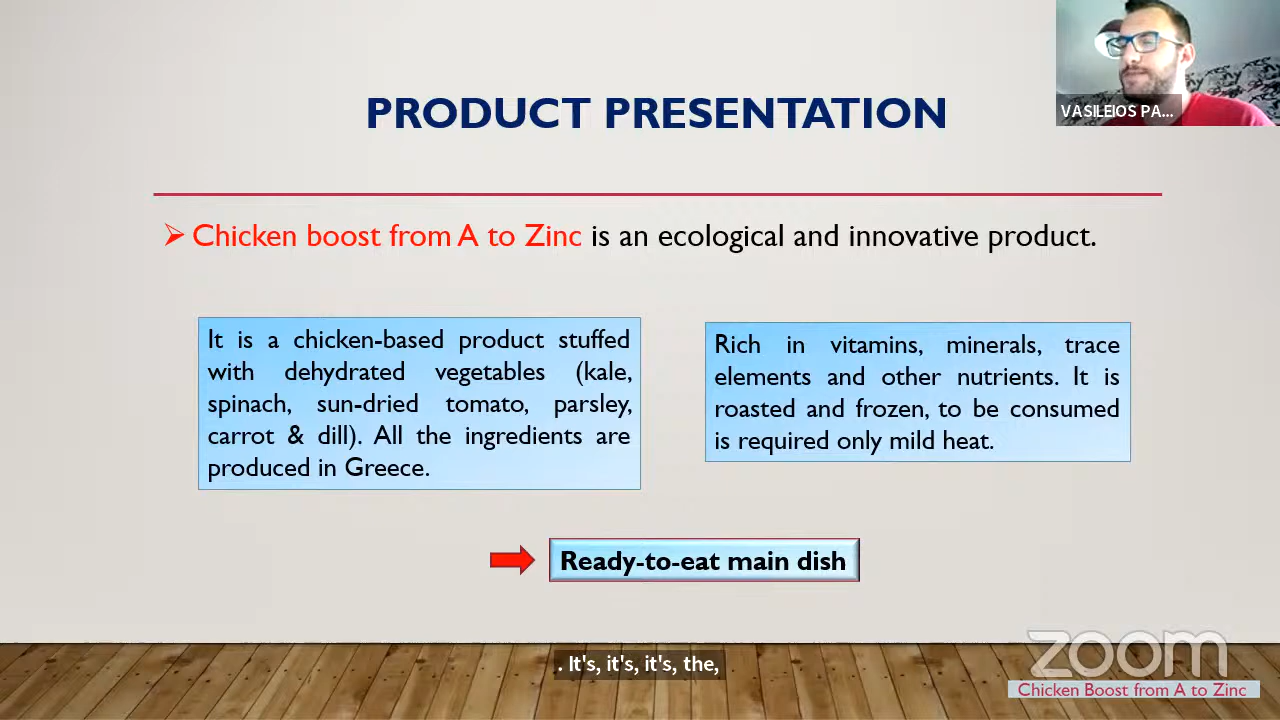 PRODUCT PRESENTATION
VASILEIOS PA...
Chicken boost from A to Zinc is an ecological and innovative product.
It is a chicken-based product stuffed
with dehydrated vegetables (kale,
spinach, sun-dried tomato, parsley,
carrot & dill). All the ingredients are
produced in Greece.
Rich in vitamins, minerals, trace
elements and other nutrients. It is
roasted and frozen, to be consumed
is required only mild heat.
Ready-to-eat main dish
zoom
. It's, it's, it's, the,
Chicken Boost from A to Zinc